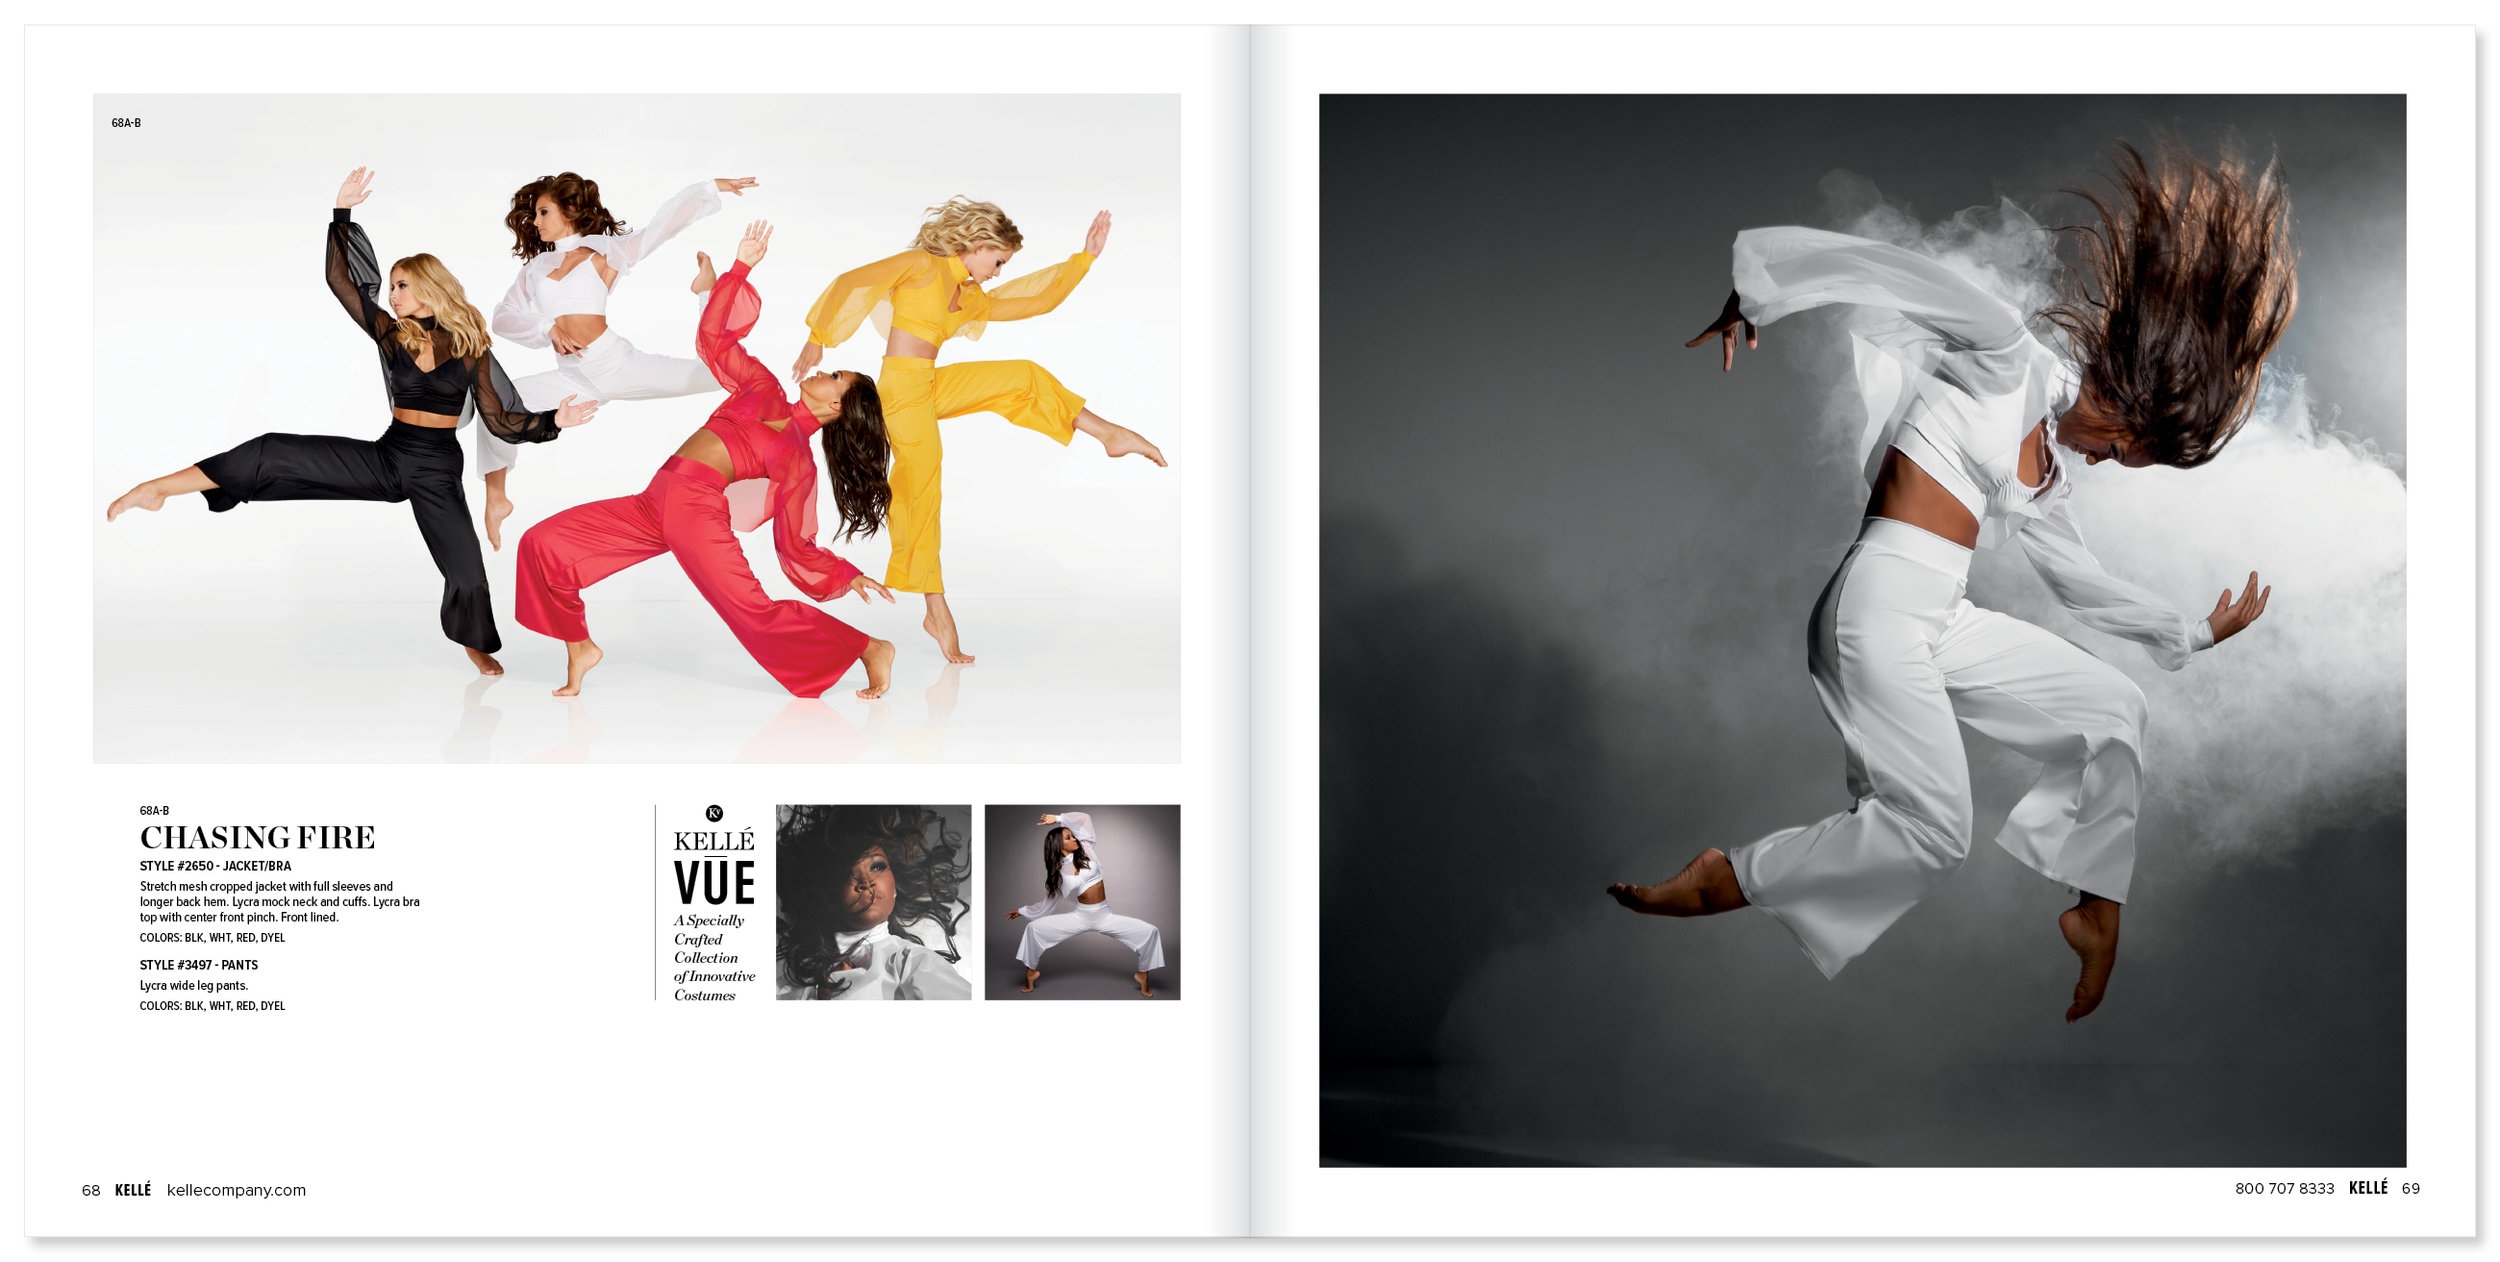 68A-B
68A-B
CHASING FIRE
STYLE #2650 - JACKET/BRA
Stretch mesh cropped jacket with full sleeves and
longer back hem. Lycra mock neck and cuffs. Lycra bra
top with center front pinch. Front lined.
COLORS: BLK, WHT, RED, DYEL
STYLE #3497 - PANTS
Lycra wide leg pants.
COLORS: BLK, WHT, RED, DYEL
KV
KELLÉ
VŪE
A Specially
Crafted
Collection
of Innovative
Costumes
68 KELLÉ kellecompany.com
800 707 8333 KELLÉ 69